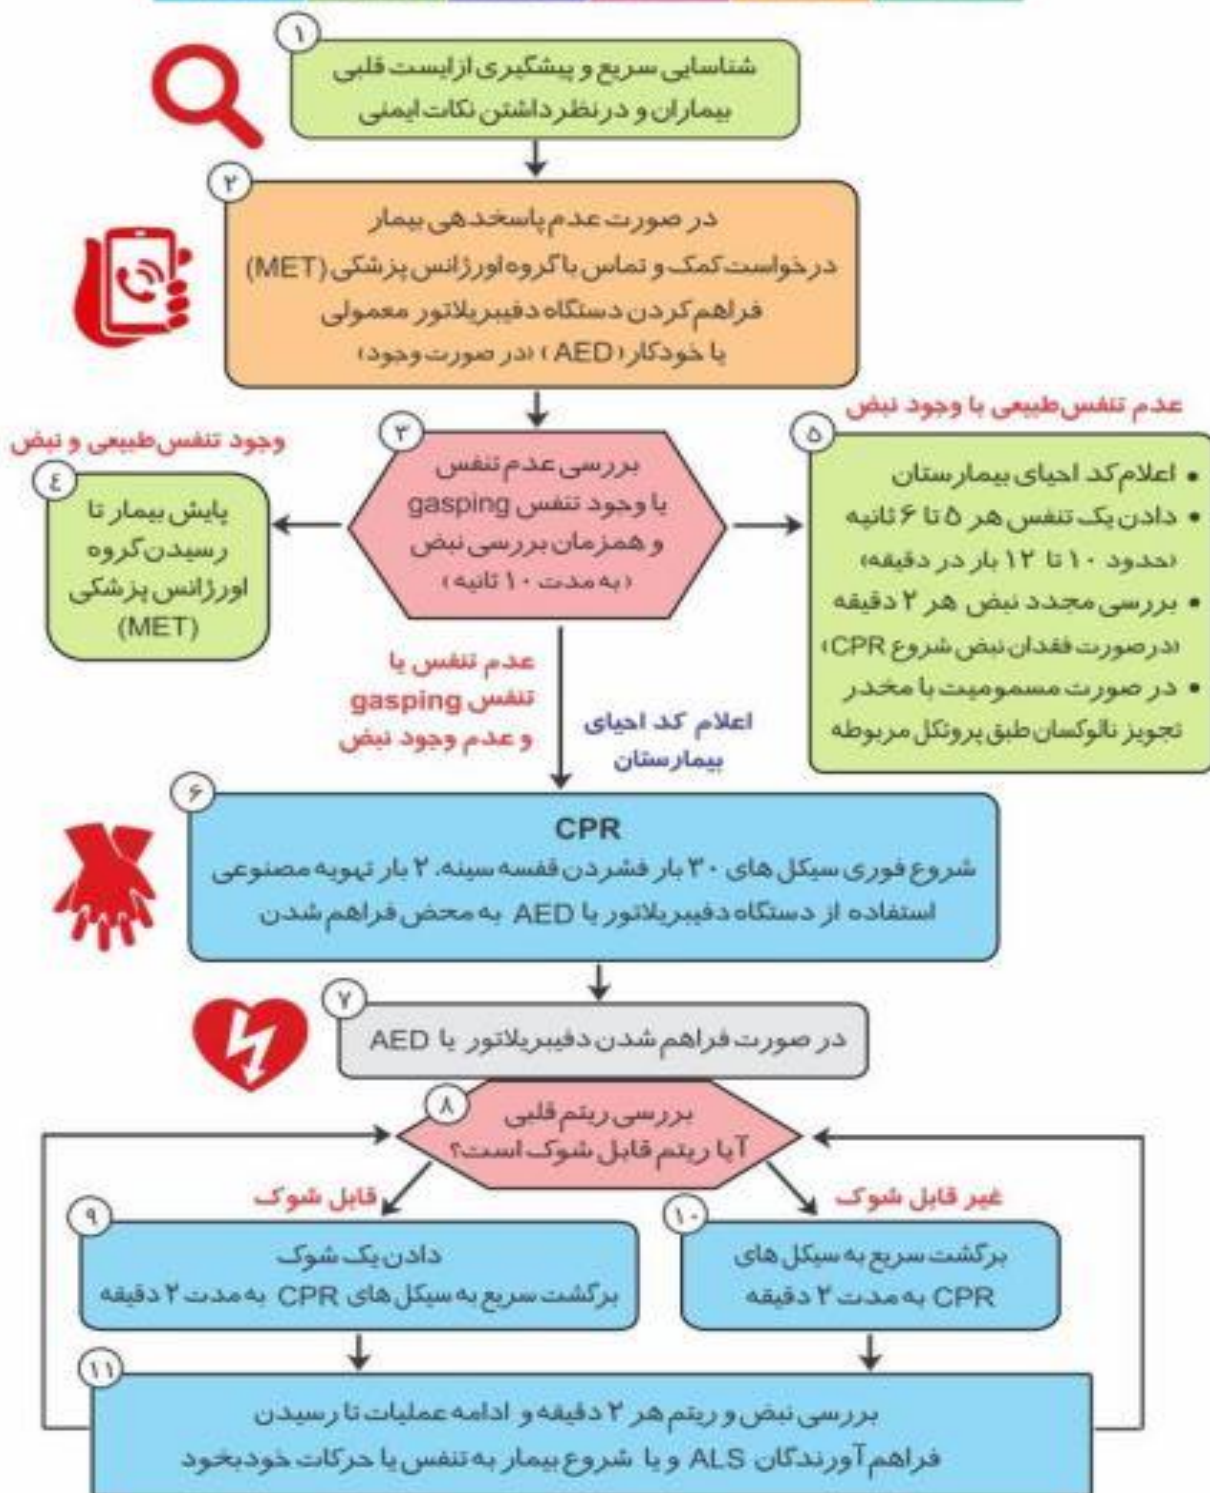 ۱
شناسایی سریع و پیشگیری از ایست قلبی
بیماران و در نظر داشتن نکات ایمنی
۲
در صورت عدم پاسخدهی بیمار
درخواست کمک و تماس با گروه اورژانس پزشکی (MET)
فراهم کردن دستگاه دفیبریلاتور معمولی
یا خودکار (AED) (در صورت وجود)
۳
بررسی عدم تنفس
یا وجود تنفس gasping
و همزمان بررسی نبض
(به مدت ۱۰ ثانیه)
وجود تنفس طبیعی و نبض
٤
پایش بیمار تا
رسیدن گروه
اورژانس پزشکی
(MET)
عدم تنفس طبیعی با وجود نبض
۵
• اعلام کد احیای بیمارستان
• دادن یک تنفس هر ۵ تا ۶ ثانیه
(حدود ۱۰ تا ۱۲ بار در دقیقه)
• بررسی مجدد نبض هر ۲ دقیقه
(درصورت فقدان نبض شروع CPR)
• در صورت مسمومیت با مخدر
تجویز نالوکسان طبق پروتکل مربوطه
عدم تنفس یا
تنفس gasping
و عدم وجود نبض
اعلام کد احیای
بیمارستان
۶
CPR
شروع فوری سیکل های ۳۰ بار فشردن قفسه سینه، ۲ بار تهویه مصنوعی
استفاده از دستگاه دفیبریلاتور یا AED به محض فراهم شدن
۷
در صورت فراهم شدن دفیبریلاتور یا AED
۸
بررسی ریتم قلبی
آیا ریتم قابل شوک است؟
قابل شوک
۹
دادن یک شوک
برگشت سریع به سیکل های CPR به مدت ۲ دقیقه
غیر قابل شوک
۱۰
برگشت سریع به سیکل های
CPR به مدت ۲ دقیقه
۱۱
بررسی نبض و ریتم هر ۲ دقیقه و ادامه عملیات تا رسیدن
فراهم آورندگان ALS و یا شروع بیمار به تنفس یا حرکات خودبخود